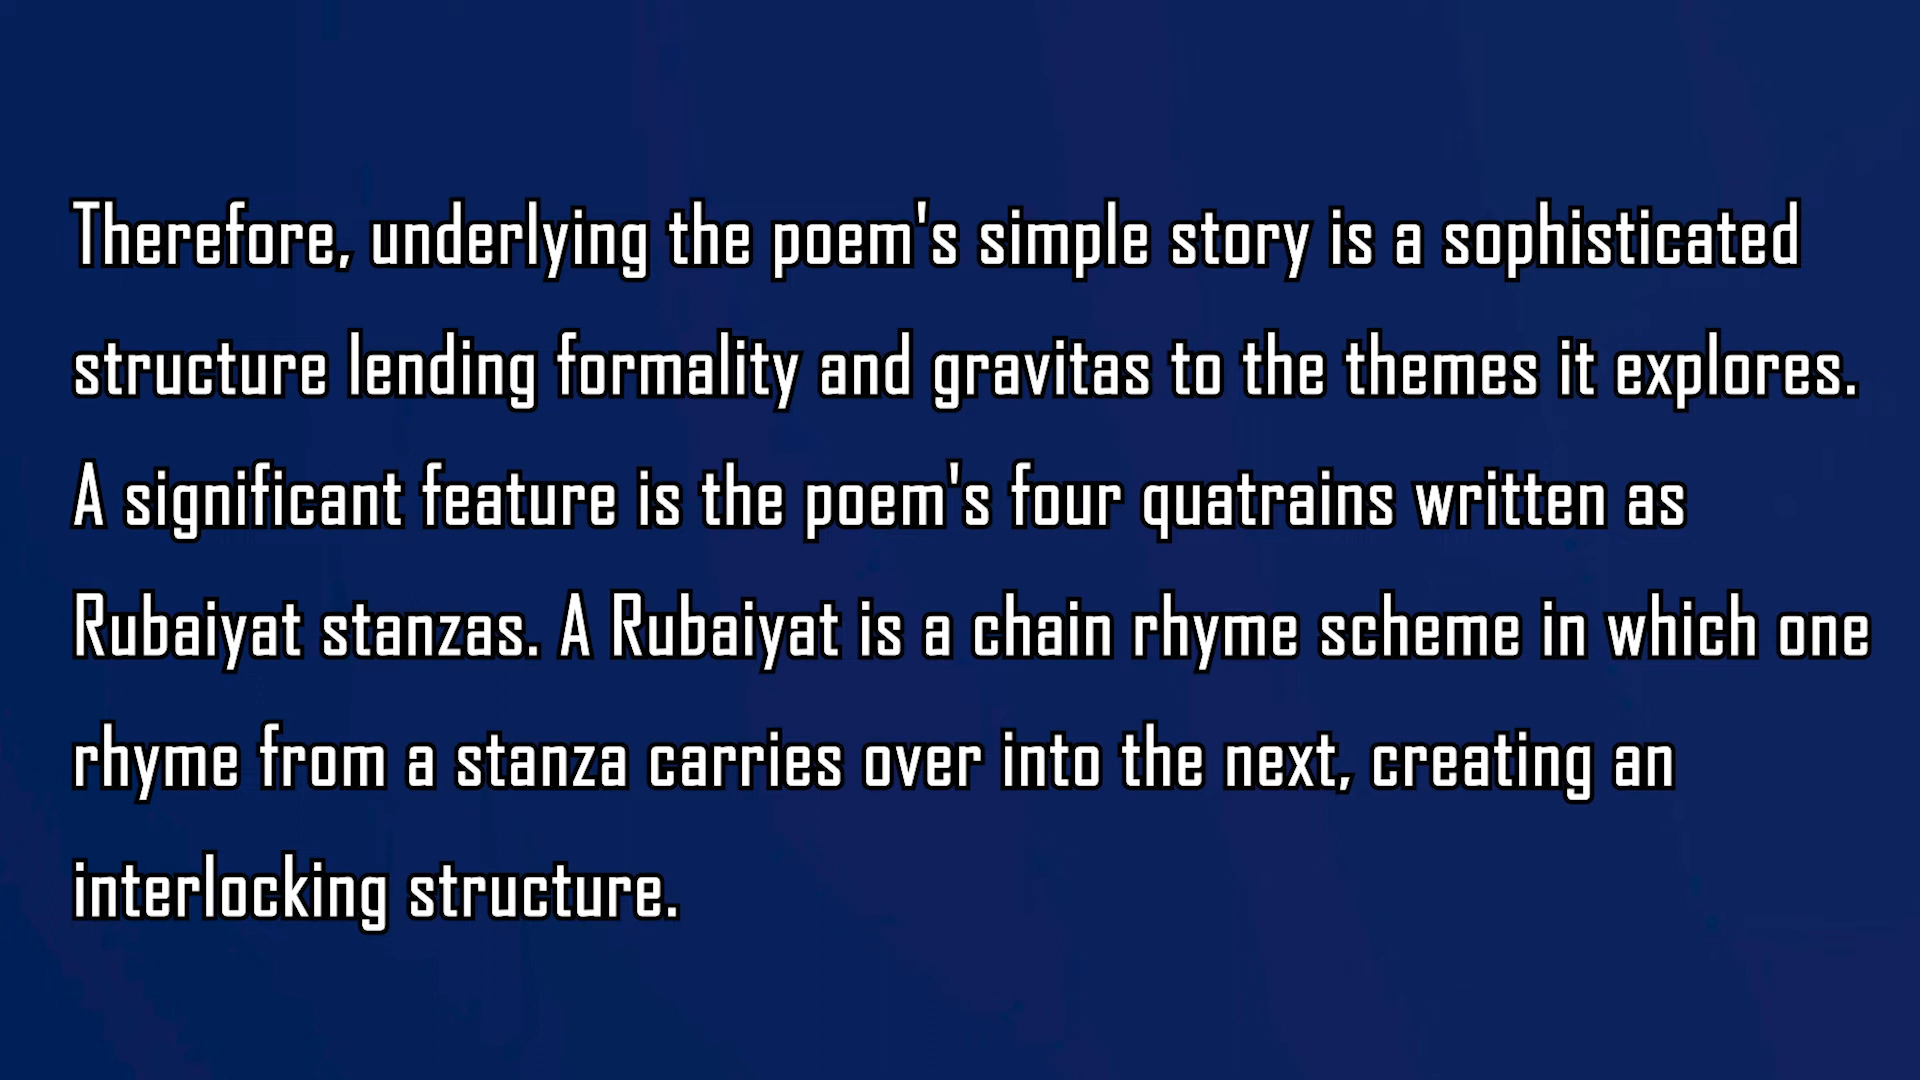 Therefore, underlying the poem's simple story is a sophisticated
structure lending formality and gravitas to the themes it explores.
A significant feature is the poem's four quatrains written as
Rubaiyat stanzas. A Rubaiyat is a chain rhyme scheme in which one
rhyme from a stanza carries over into the next, creating an
interlocking structure.